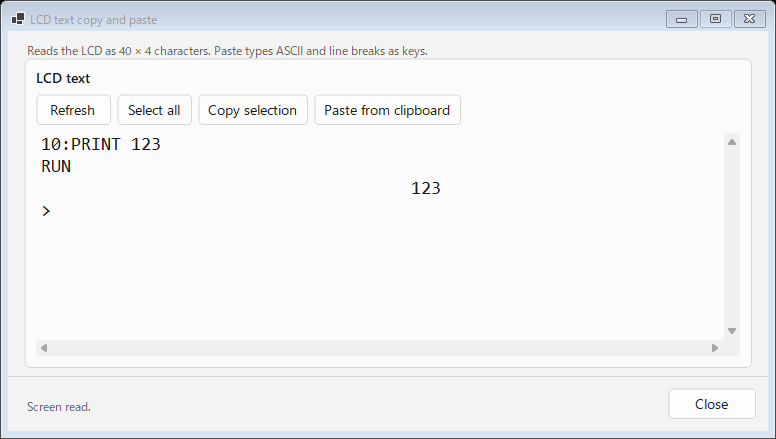 LCD text copy and paste
Reads the LCD as 40 × 4 characters. Paste types ASCII and line breaks as keys.
LCD text
Refresh Select all Copy selection Paste from clipboard
10:PRINT 123
RUN
123
>
Screen read.
Close